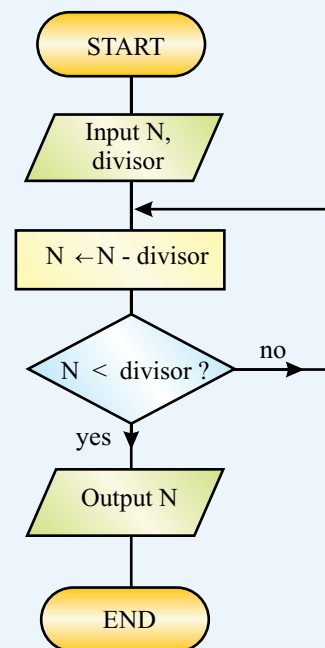 START
Input N,
divisor
N ← N - divisor
N < divisor ?
no
yes
Output N
END